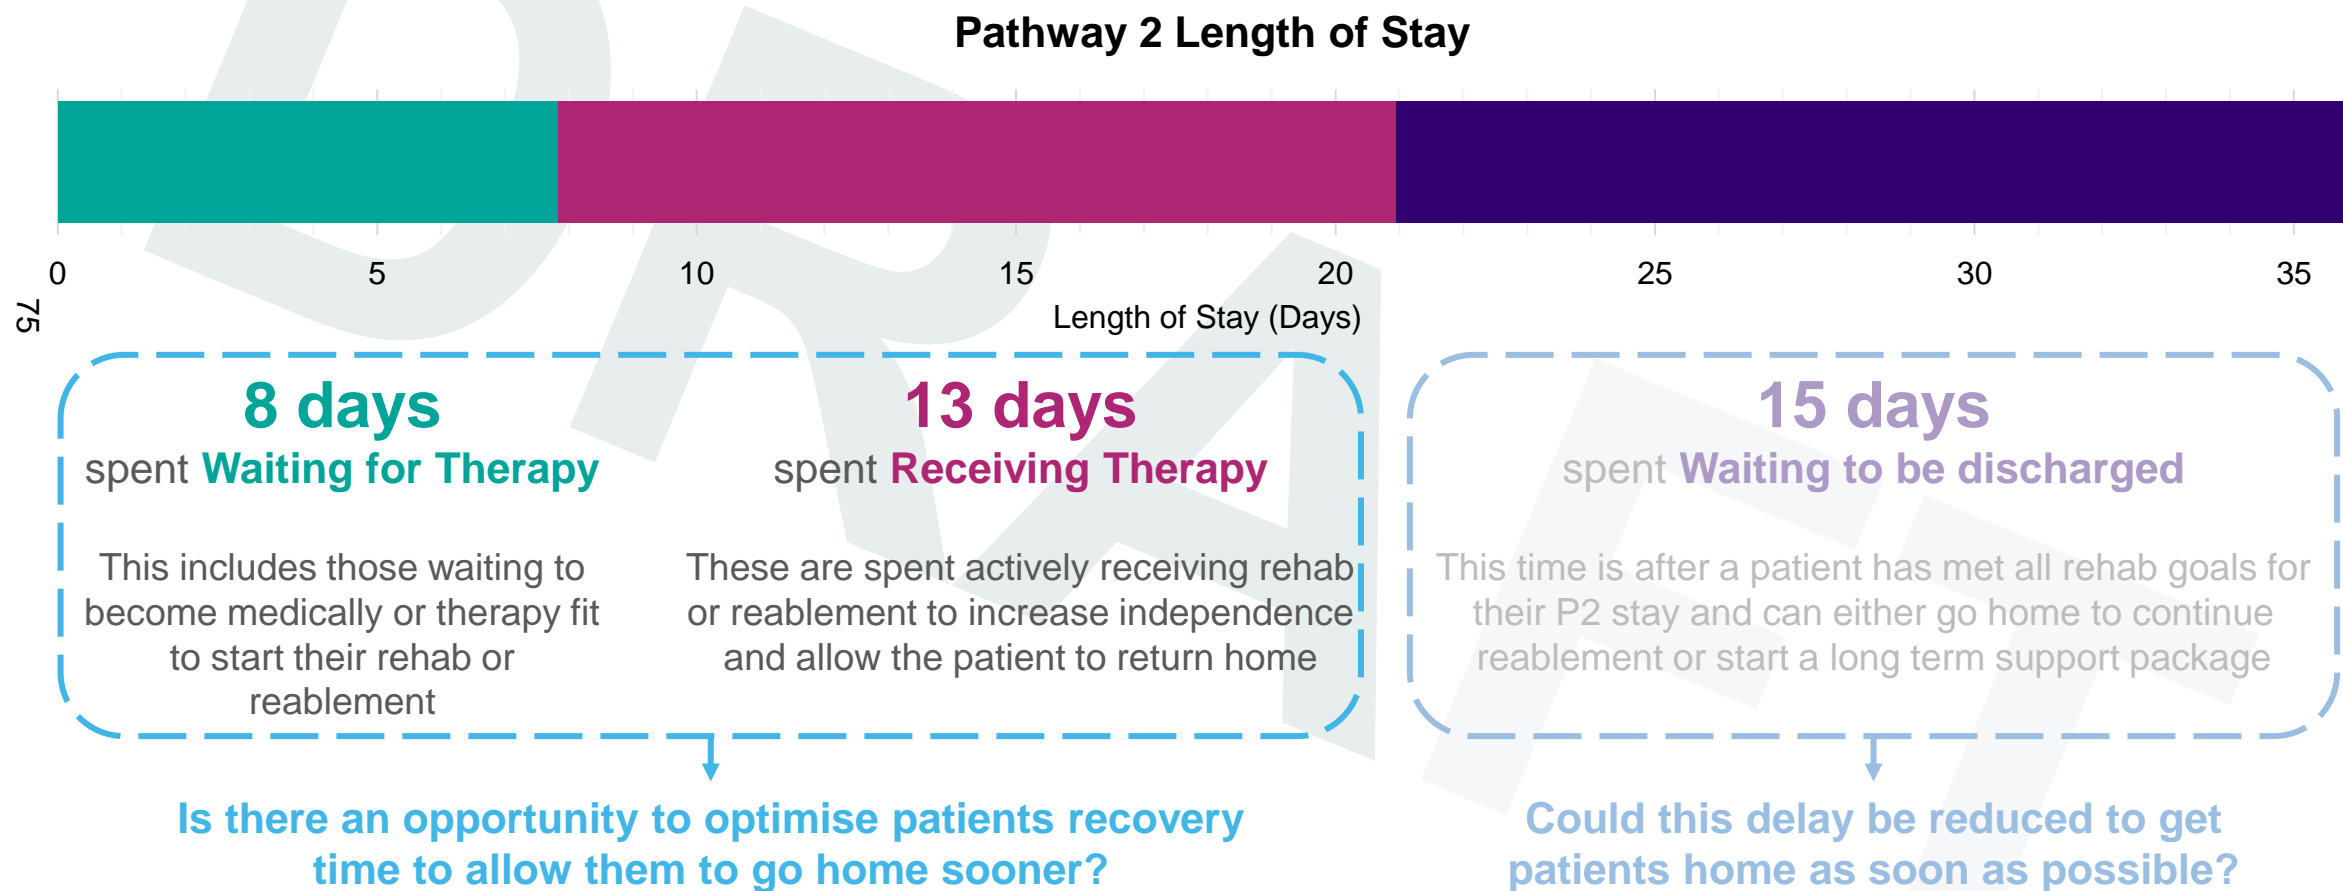 Pathway 2 Length of Stay
0 5 10 15 20 25 30 35
Length of Stay (Days)
75
8 days
spent Waiting for Therapy
This includes those waiting to
become medically or therapy fit
to start their rehab or
reablement
13 days
spent Receiving Therapy
These are spent actively receiving rehab
or reablement to increase independence
and allow the patient to return home
15 days
spent Waiting to be discharged
This time is after a patient has met all rehab goals for
their P2 stay and can either go home to continue
reablement or start a long term support package
Is there an opportunity to optimise patients recovery
time to allow them to go home sooner?
Could this delay be reduced to get
patients home as soon as possible?
DRAFT